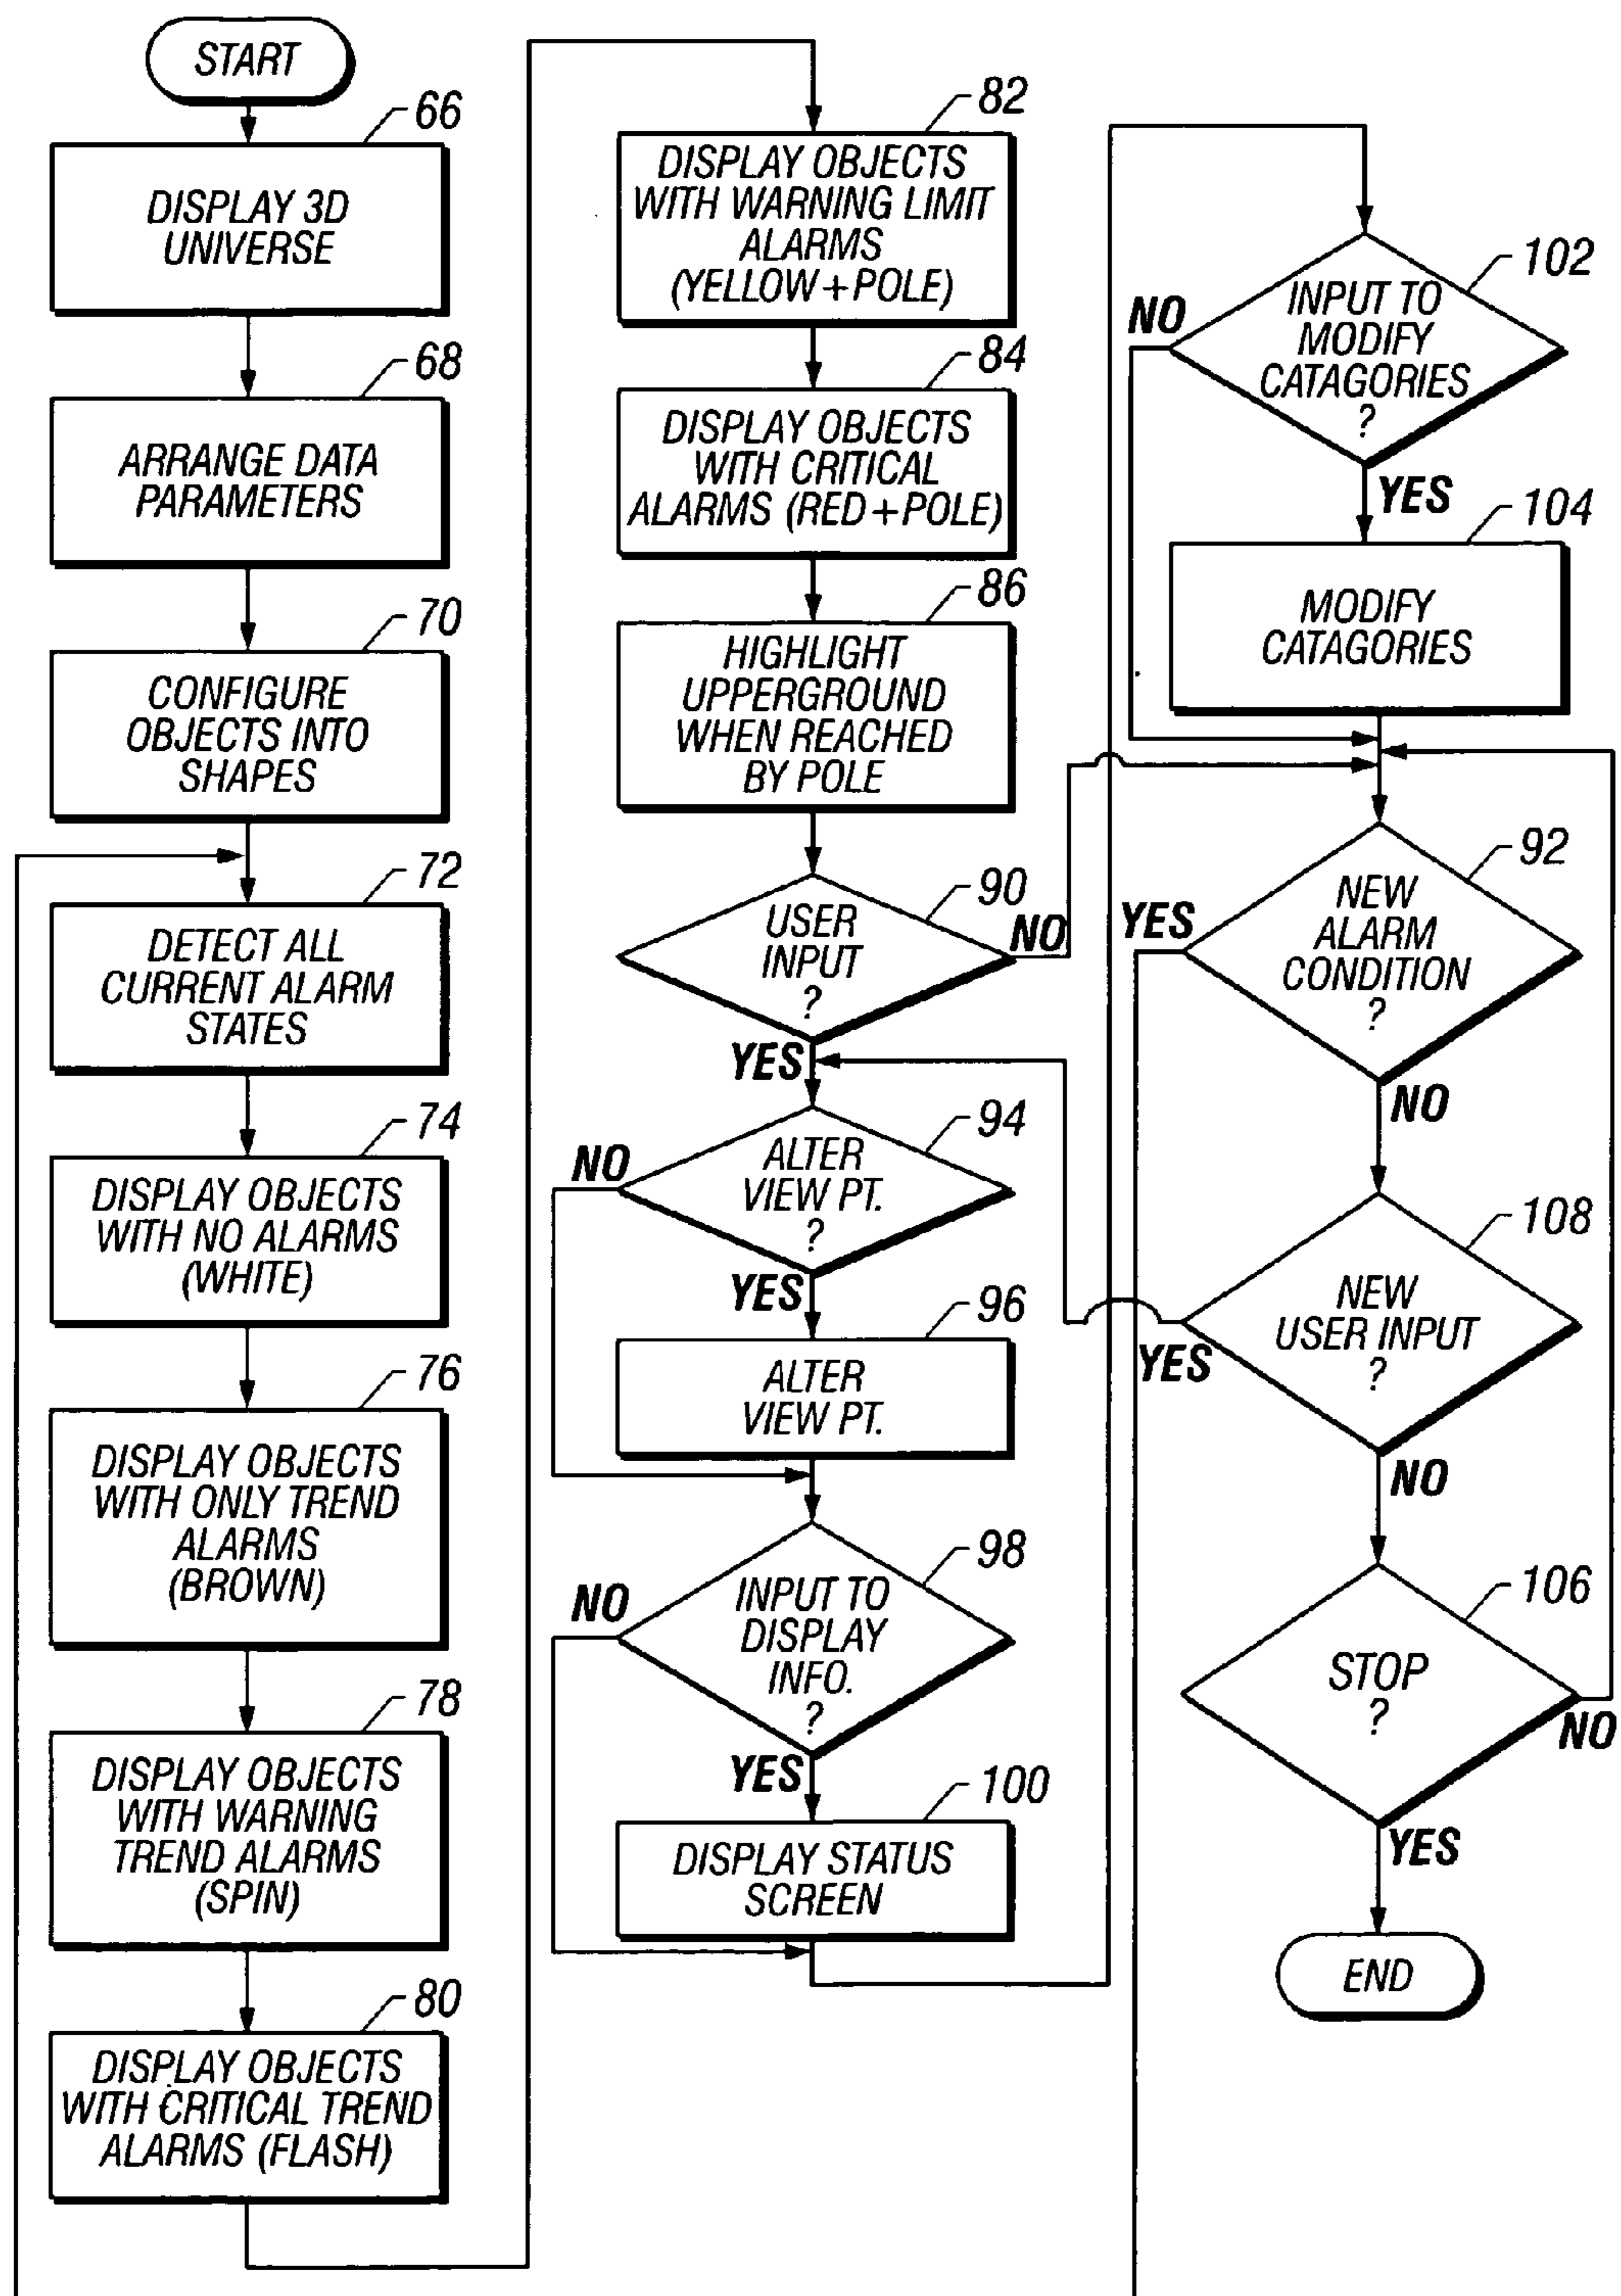 START
66
DISPLAY 3D
UNIVERSE
68
ARRANGE DATA
PARAMETERS
70
CONFIGURE
OBJECTS INTO
SHAPES
72
DETECT ALL
CURRENT ALARM
STATES
74
DISPLAY OBJECTS
WITH NO ALARMS
(WHITE)
76
DISPLAY OBJECTS
WITH ONLY TREND
ALARMS
(BROWN)
78
DISPLAY OBJECTS
WITH WARNING
TREND ALARMS
(SPIN)
80
DISPLAY OBJECTS
WITH CRITICAL TREND
ALARMS (FLASH)
82
DISPLAY OBJECTS
WITH WARNING LIMIT
ALARMS
(YELLOW+POLE)
84
DISPLAY OBJECTS
WITH CRITICAL
ALARMS (RED+POLE)
86
HIGHLIGHT
UPPERGROUND
WHEN REACHED
BY POLE
90
USER
INPUT
?
NO
YES
94
ALTER
VIEW PT.
?
NO
YES
96
ALTER
VIEW PT.
98
INPUT TO
DISPLAY
INFO.
?
NO
YES
100
DISPLAY STATUS
SCREEN
102
INPUT TO
MODIFY
CATAGORIES
?
NO
YES
104
MODIFY
CATAGORIES
92
NEW
ALARM
CONDITION
?
YES
NO
108
NEW
USER INPUT
?
YES
NO
106
STOP
?
NO
YES
END